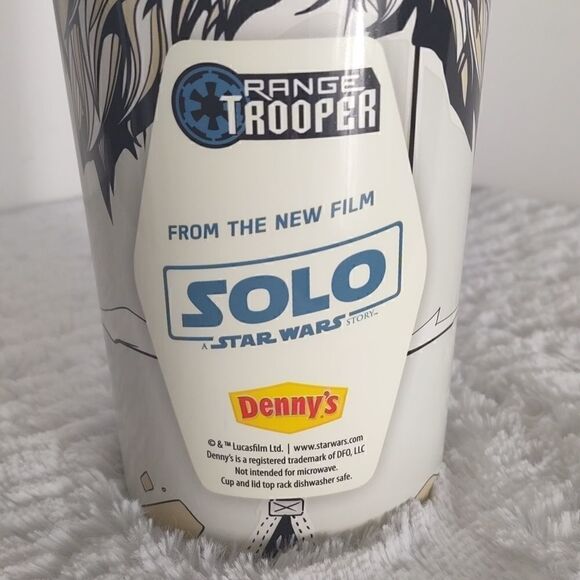 RANGE
TROOPER
FROM THE NEW FILM
SOLO
A STAR WARS STORY™
Denny's
© & ™ Lucasfilm Ltd. | www.starwars.com
Denny's is a registered trademark of DFO, LLC
Not intended for microwave.
Cup and lid top rack dishwasher safe.